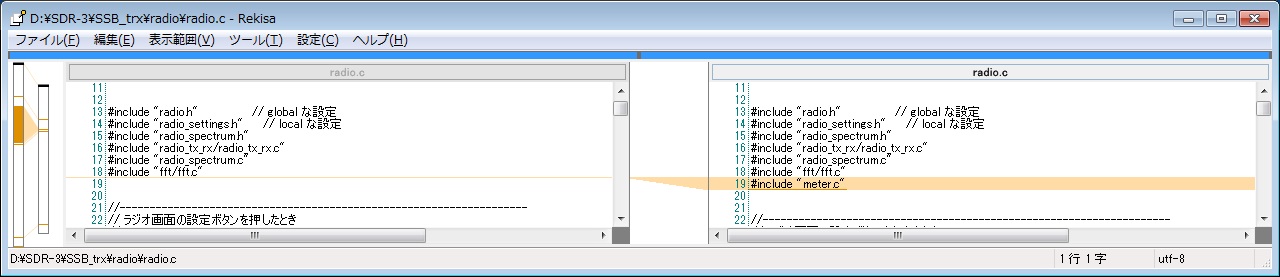 D:¥SDR-3¥SSB_trx¥radio¥radio.c - Rekisa
ファイル(F) 編集(E) 表示範囲(V) ツール(T) 設定(C) ヘルプ(H)
radio.c
11
12
13 #include "radio.h" // global な設定
14 #include "radio_settings.h" // local な設定
15 #include "radio_spectrum.h"
16 #include "radio_tx_rx/radio_tx_rx.c"
17 #include "radio_spectrum.c"
18 #include "fft/fft.c"
19
20
21 //--------------------------------------------------------------------
22 // ラジオ画面の設定ボタンを押したとき
radio.c
11
12
13 #include "radio.h" // global な設定
14 #include "radio_settings.h" // local な設定
15 #include "radio_spectrum.h"
16 #include "radio_tx_rx/radio_tx_rx.c"
17 #include "radio_spectrum.c"
18 #include "fft/fft.c"
19 #include "meter.c"
20
21
22 //--------------------------------------------------------------------
D:¥SDR-3¥SSB_trx¥radio¥radio.c
1 行 1 字 utf-8